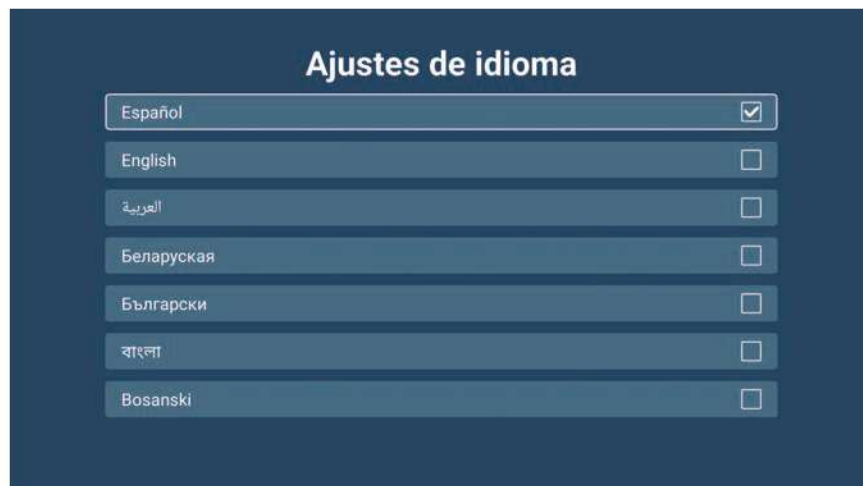 Ajustes de idioma
Español
English
العربية
Беларуская
Български
বাংলা
Bosanski